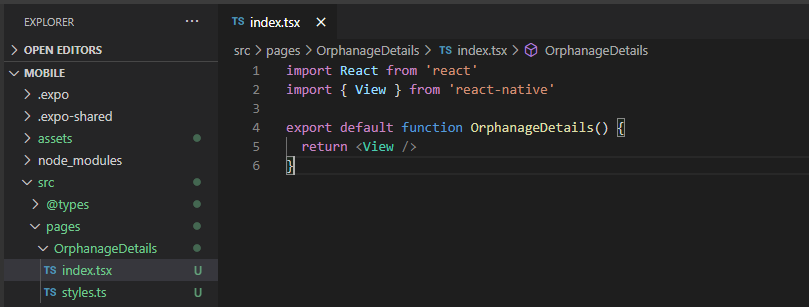 EXPLORER
...
OPEN EDITORS
MOBILE
.expo
.expo-shared
assets
node_modules
src
@types
pages
OrphanageDetails
TS index.tsx U
TS styles.ts U
TS index.tsx
src > pages > OrphanageDetails > TS index.tsx > OrphanageDetails
1 import React from 'react'
2 import { View } from 'react-native'
3
4 export default function OrphanageDetails() {
5 return <View />
6 }